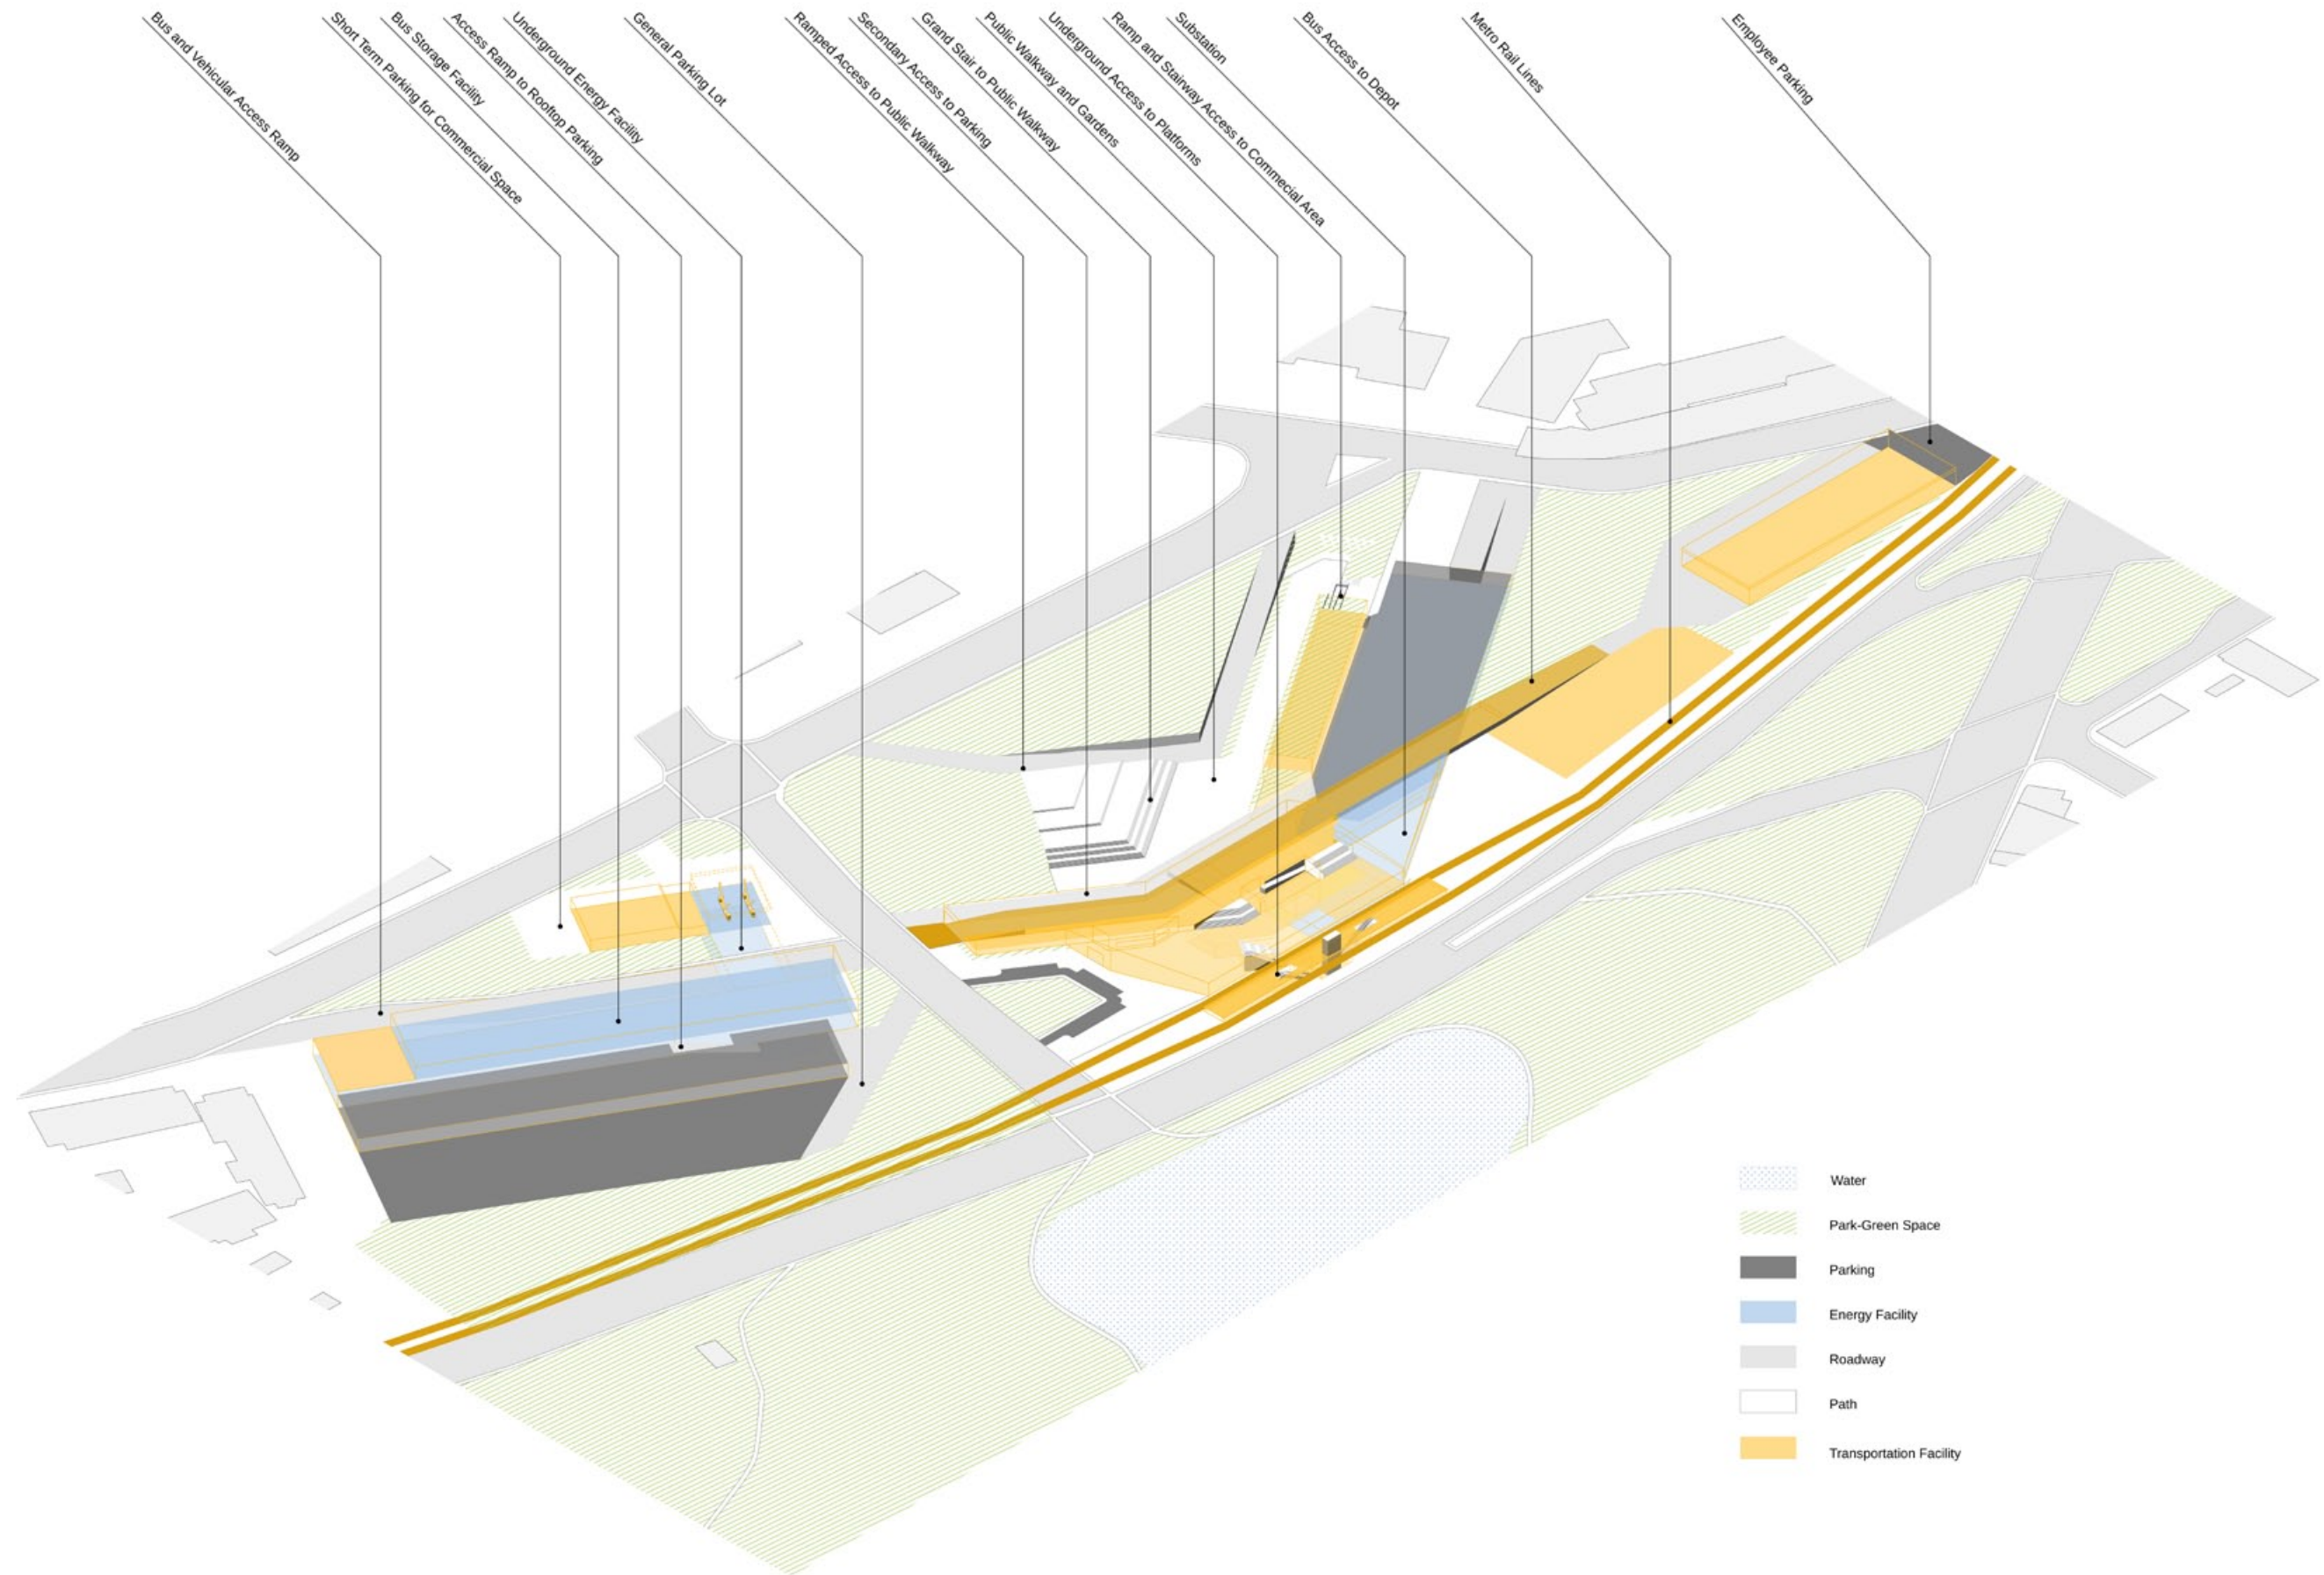 Bus and Vehicular Access Ramp
Short Term Parking for Commercial Space
Bus Storage Facility
Access Ramp to Rooftop Parking
Underground Energy Facility
General Parking Lot
Ramped Access to Public Walkway
Secondary Access to Parking
Grand Stair to Public Walkway
Public Walkway and Gardens
Underground Access to Platforms
Ramp and Stairway Access to Commecial Area
Substation
Bus Access to Depot
Metro Rail Lines
Employee Parking
Water
Park-Green Space
Parking
Energy Facility
Roadway
Path
Transportation Facility